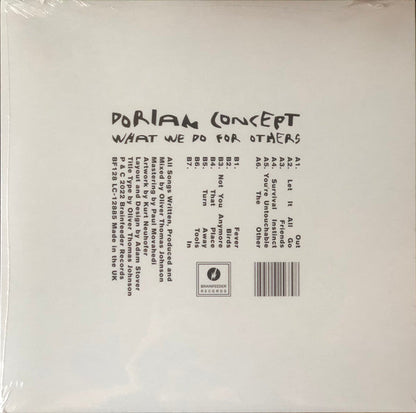 DORIAN CONCEPT
WHAT WE DO FOR OTHERS
A1. Out
A2. Let It All Go
A3. Friends
A4. Survival Instinct
A5. You're Untouchable
A6. The Other
B1. Fever
B2. Birds
B3. Not You Anymore
B4. That Place
B5. Turn Away
B6. Tools
B7. In
All Songs Written, Produced and
Mixed by Oliver Thomas Johnson
Mastering by Paul Movahedi
Artwork by Kurt Neuhofer
Layout and Design by Adam Stover
Title Type by Oliver Thomas Johnson
P & C 2022 Brainfeeder Records
BF128 LC-12885 Made in the UK
BRAINFEEDER
RECORDS